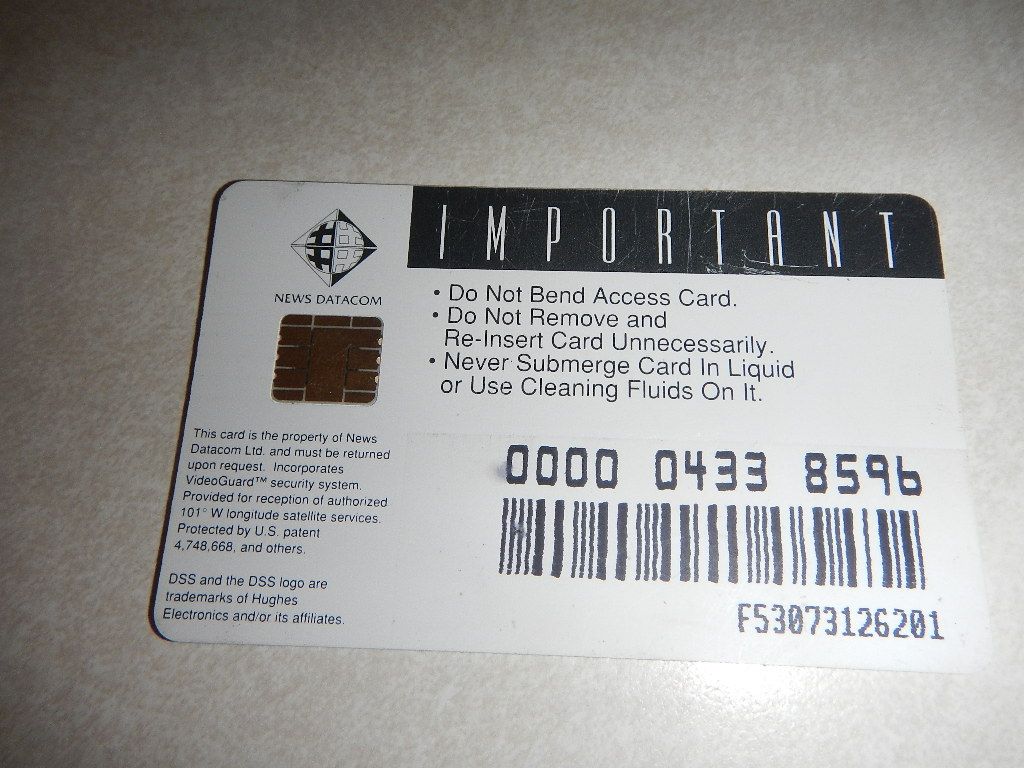 IMPORTANT
NEWS DATACOM
• Do Not Bend Access Card.
• Do Not Remove and
Re-Insert Card Unnecessarily.
• Never Submerge Card In Liquid
or Use Cleaning Fluids On It.
This card is the property of News
Datacom Ltd. and must be returned
upon request. Incorporates
VideoGuard™ security system.
Provided for reception of authorized
101° W longitude satellite services.
Protected by U.S. patent
4,748,668, and others.
DSS and the DSS logo are
trademarks of Hughes
Electronics and/or its affiliates.
0000 0433 8596
F53073126201